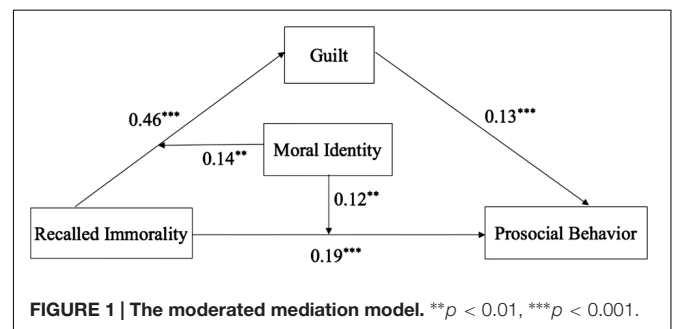 Guilt
0.46***
0.13***
0.14**
Moral Identity
0.12**
Recalled Immorality
Prosocial Behavior
0.19***
FIGURE 1 | The moderated mediation model. **p < 0.01, ***p < 0.001.